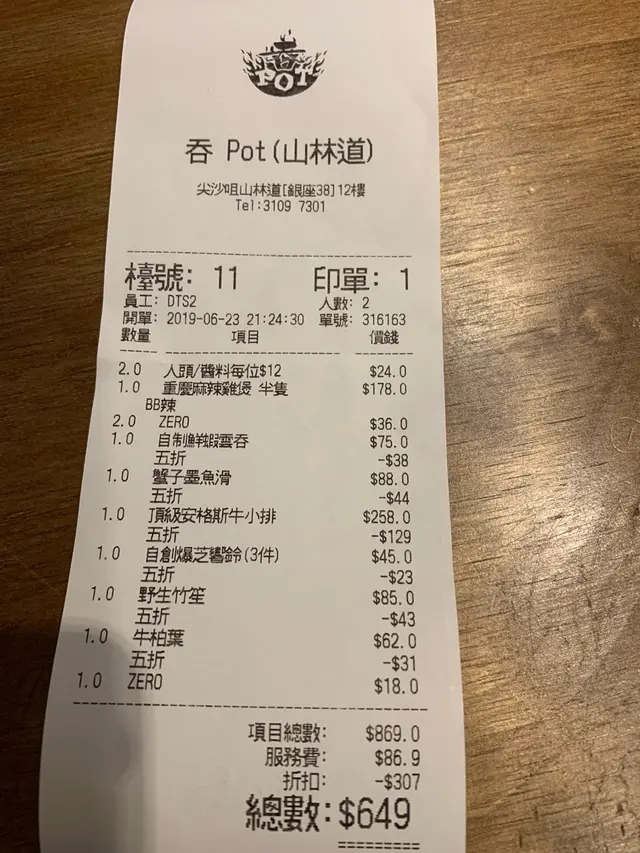 POT
吞 Pot(山林道)
尖沙咀山林道[銀座38]12樓
Tel:3109 7301
檯號: 11 印單: 1
員工: DTS2 人數: 2
開單: 2019-06-23 21:24:30 單號: 316163
數量 項目 價錢
2.0 人頭/醬料每位$12 $24.0
1.0 重慶麻辣雞煲 半隻 $178.0
BB辣
2.0 ZERO $36.0
1.0 自制鮮蝦雲吞 $75.0
五折 -$38
1.0 蟹子墨魚滑 $88.0
五折 -$44
1.0 頂級安格斯牛小排 $258.0
五折 -$129
1.0 自創爆芝響鈴(3件) $45.0
五折 -$23
1.0 野生竹笙 $85.0
五折 -$43
1.0 牛柏葉 $62.0
五折 -$31
1.0 ZERO $18.0
項目總數: $869.0
服務費: $86.9
折扣: -$307
總數: $649